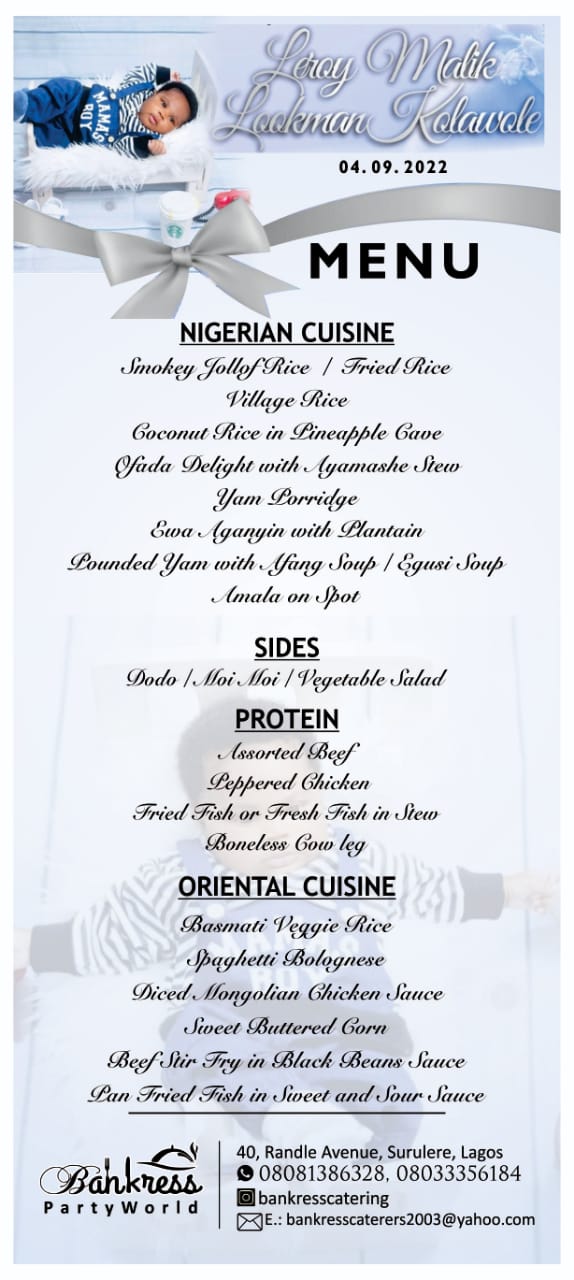 Leroy Malik
Lookman Kolawole
04.09.2022
MAMAS
BOY
MENU
NIGERIAN CUISINE
Smokey Jollof Rice / Fried Rice
Village Rice
Coconut Rice in Pineapple Cave
Ofada Delight with Ayamashe Stew
Yam Porridge
Ewa Aganyin with Plantain
Pounded Yam with Afang Soup / Egusi Soup
Amala on Spot
SIDES
Dodo / Moi Moi / Vegetable Salad
PROTEIN
Assorted Beef
Peppered Chicken
Fried Fish or Fresh Fish in Stew
Boneless Cow leg
ORIENTAL CUISINE
Basmati Veggie Rice
Spaghetti Bolognese
Diced Mongolian Chicken Sauce
Sweet Buttered Corn
Beef Stir Fry in Black Beans Sauce
Pan Fried Fish in Sweet and Sour Sauce
Bankress
PartyWorld
40, Randle Avenue, Surulere, Lagos
08081386328, 08033356184
bankresscatering
E.: bankresscaterers2003@yahoo.com